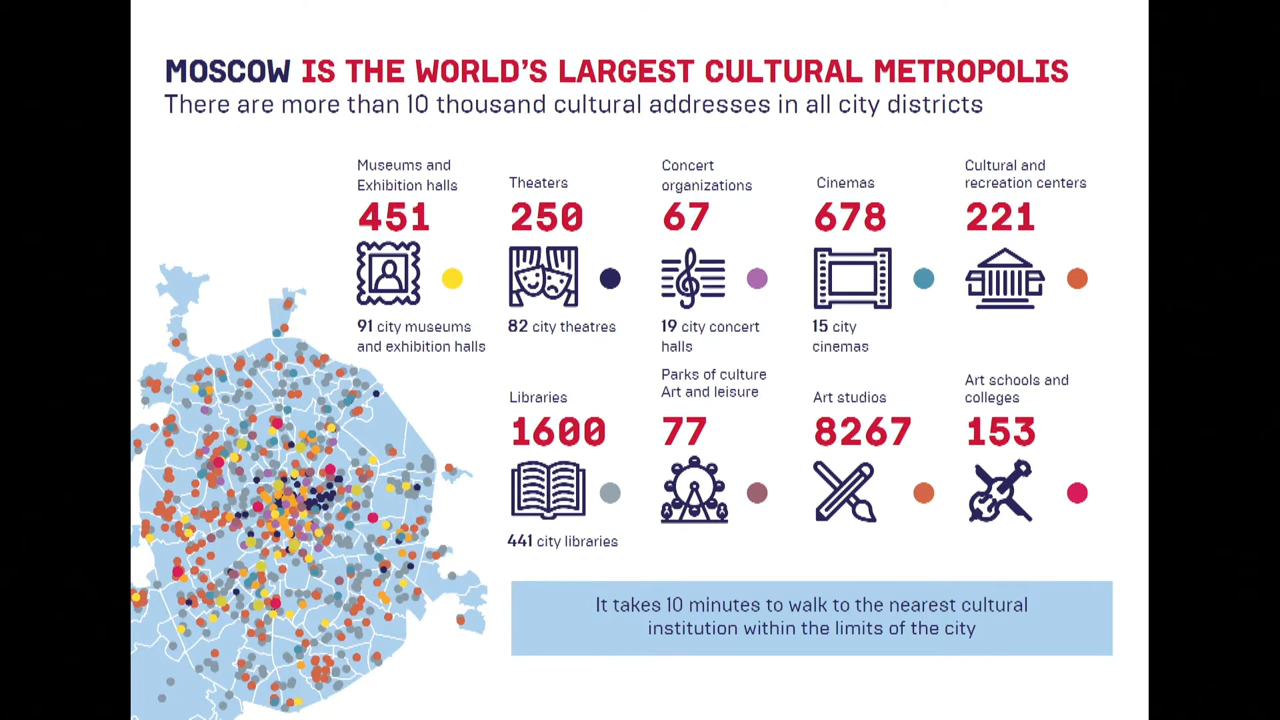 MOSCOW IS THE WORLD'S LARGEST CULTURAL METROPOLIS
There are more than 10 thousand cultural addresses in all city districts
Museums and
Exhibition halls
451
91 city museums
and exhibition halls
Theaters
250
82 city theatres
Concert
organizations
67
19 city concert
halls
Cinemas
678
15 city
cinemas
Cultural and
recreation centers
221
Libraries
1600
441 city libraries
Parks of culture
Art and leisure
77
Art studios
8267
Art schools and
colleges
153
It takes 10 minutes to walk to the nearest cultural
institution within the limits of the city